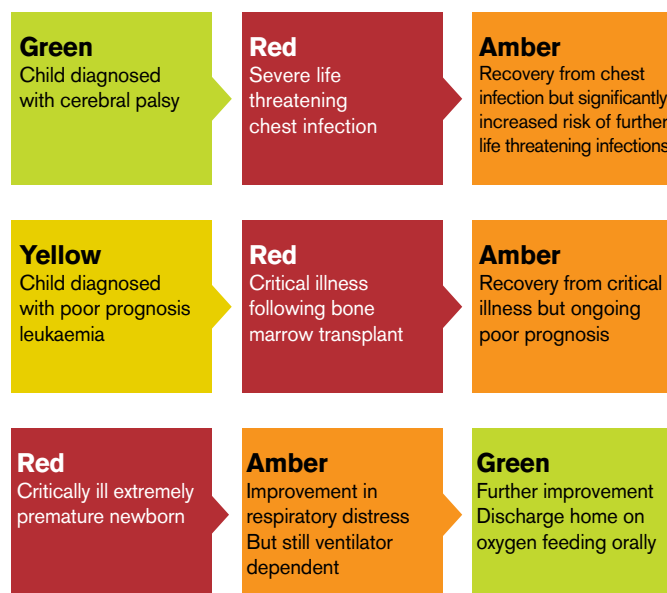 Green
Child diagnosed
with cerebral palsy
Red
Severe life
threatening
chest infection
Amber
Recovery from chest
infection but significantly
increased risk of further
life threatening infections
Yellow
Child diagnosed
with poor prognosis
leukaemia
Red
Critical illness
following bone
marrow transplant
Amber
Recovery from critical
illness but ongoing
poor prognosis
Red
Critically ill extremely
premature newborn
Amber
Improvement in
respiratory distress
But still ventilator
dependent
Green
Further improvement
Discharge home on
oxygen feeding orally